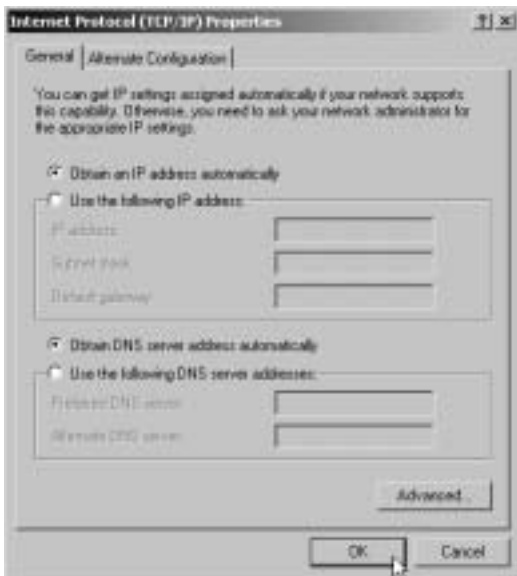 Internet Protocol (TCP/IP) Properties
General
Alternate Configuration
You can get IP settings assigned automatically if your network supports
this capability. Otherwise, you need to ask your network administrator for
the appropriate IP settings.
Obtain an IP address automatically
Use the following IP address:
IP address:
Subnet mask:
Default gateway:
Obtain DNS server address automatically
Use the following DNS server addresses:
Preferred DNS server:
Alternate DNS server:
Advanced...
OK
Cancel